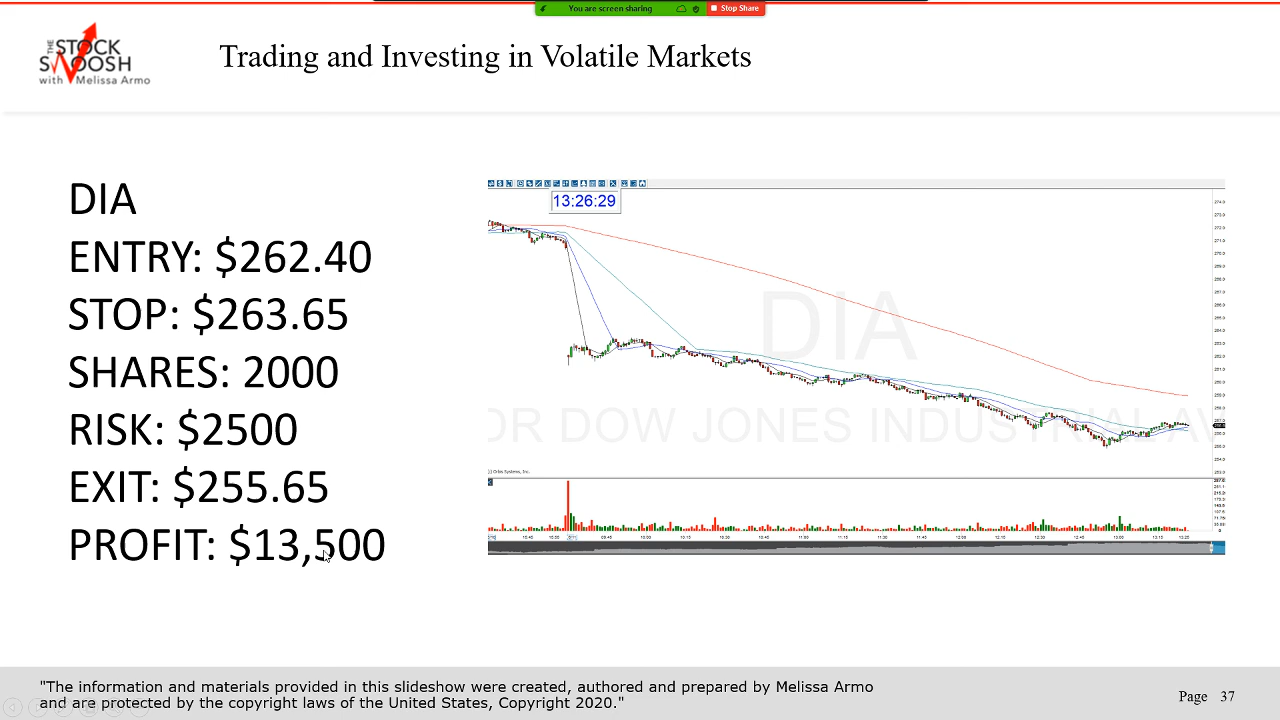 You are screen sharing
Stop Share
THE STOCK
SWOOSH
with Melissa Armo
Trading and Investing in Volatile Markets
DIA
ENTRY: $262.40
STOP: $263.65
SHARES: 2000
RISK: $2500
EXIT: $255.65
PROFIT: $13,500
13:26:29
DIA
OR DOW JONES INDUSTRIAL AV
"The information and materials provided in this slideshow were created, authored and prepared by Melissa Armo
and are protected by the copyright laws of the United States, Copyright 2020."
Page 37